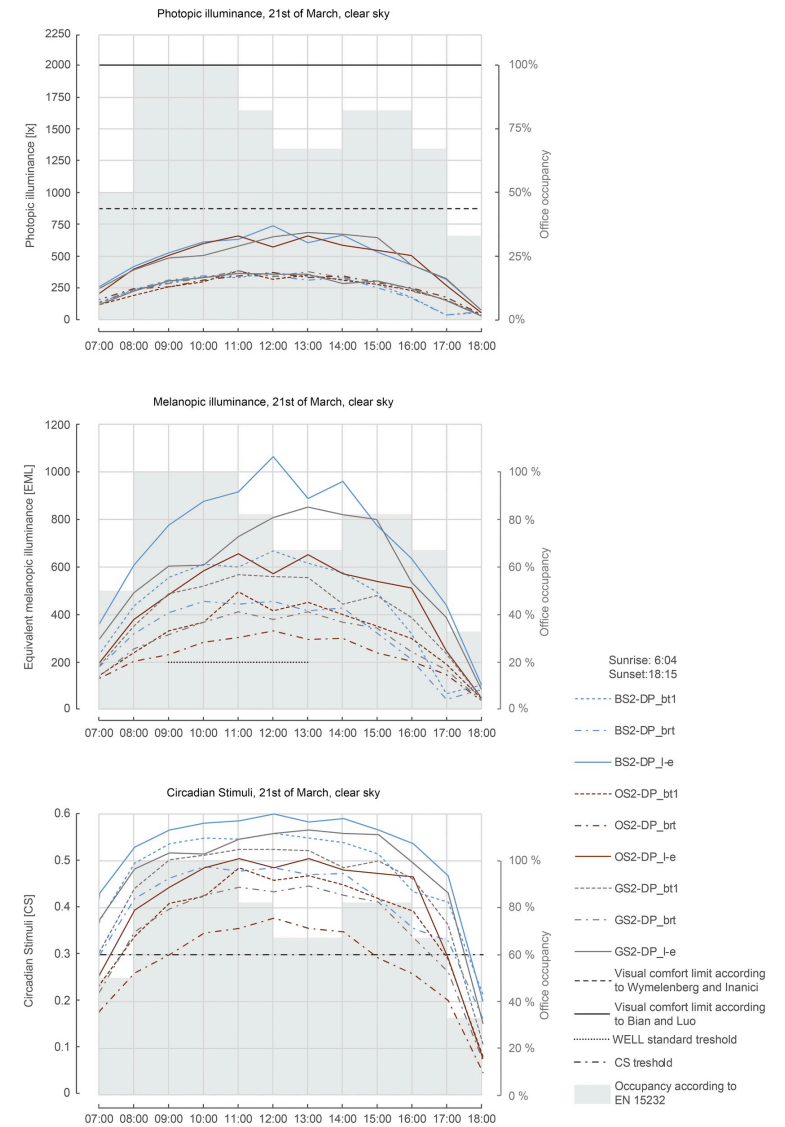 Photopic illuminance, 21st of March, clear sky
Photopic illuminance [lx]
2250
2000
1750
1500
1250
1000
750
500
250
0
100%
75%
50%
25%
0%
Office occupancy
07:00 08:00 09:00 10:00 11:00 12:00 13:00 14:00 15:00 16:00 17:00 18:00
Melanopic illuminance, 21st of March, clear sky
Equivalent melanopic illuminance [EML]
1200
1000
800
600
400
200
0
100 %
80 %
60 %
40 %
20 %
0 %
Office occupancy
07:00 08:00 09:00 10:00 11:00 12:00 13:00 14:00 15:00 16:00 17:00 18:00
Circadian Stimuli, 21st of March, clear sky
Circadian Stimuli [CS]
0.6
0.5
0.4
0.3
0.2
0.1
0
100 %
80 %
60 %
40 %
20 %
0 %
Office occupancy
07:00 08:00 09:00 10:00 11:00 12:00 13:00 14:00 15:00 16:00 17:00 18:00
Sunrise: 6:04
Sunset:18:15
BS2-DP_bt1
BS2-DP_brt
BS2-DP_l-e
OS2-DP_bt1
OS2-DP_brt
OS2-DP_l-e
GS2-DP_bt1
GS2-DP_brt
GS2-DP_l-e
Visual comfort limit according
to Wymelenberg and Inanici
Visual comfort limit according
to Bian and Luo
WELL standard treshold
CS treshold
Occupancy according to
EN 15232